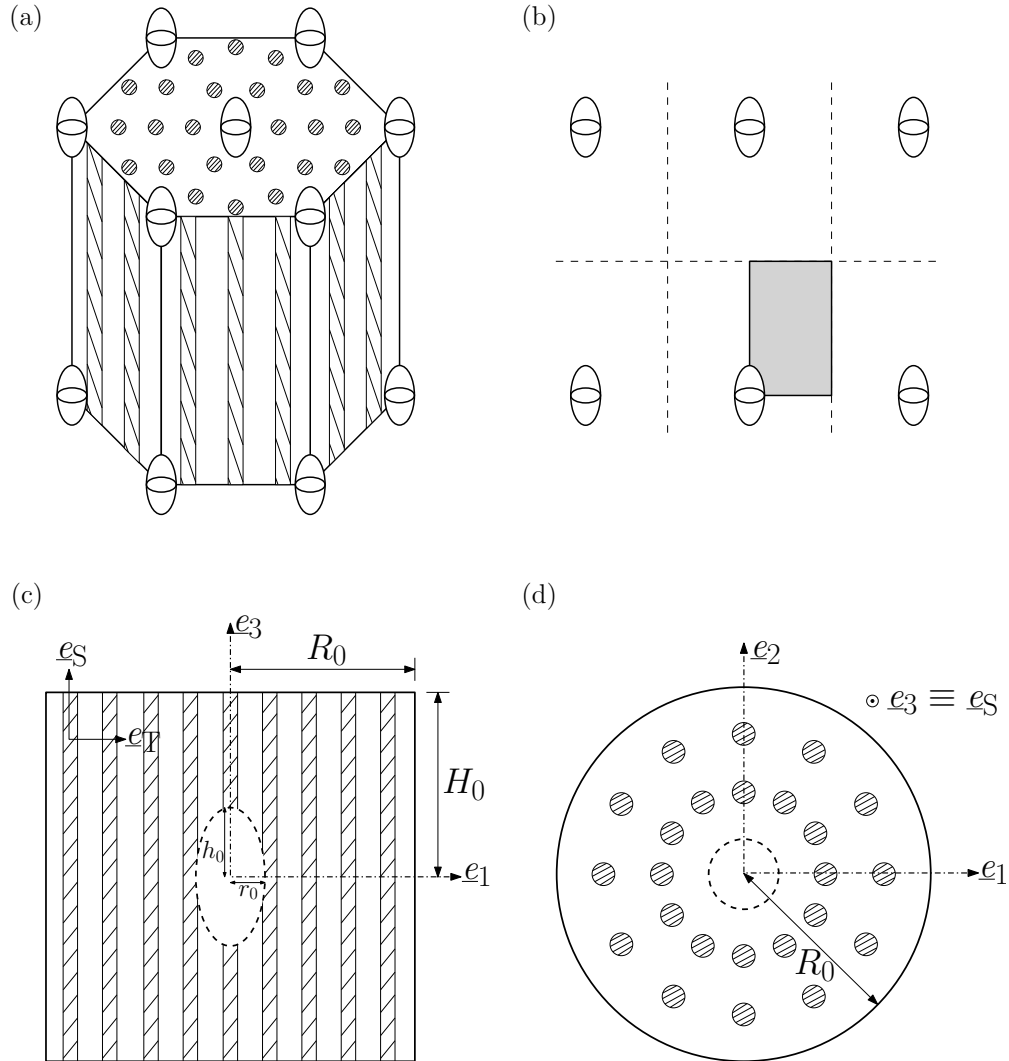 (a)
(b)
(c)
e_S
e_3
R_0
e_T
H_0
h_0
r_0
e_1
(d)
e_2
⊙ e_3 ≡ e_S
e_1
R_0